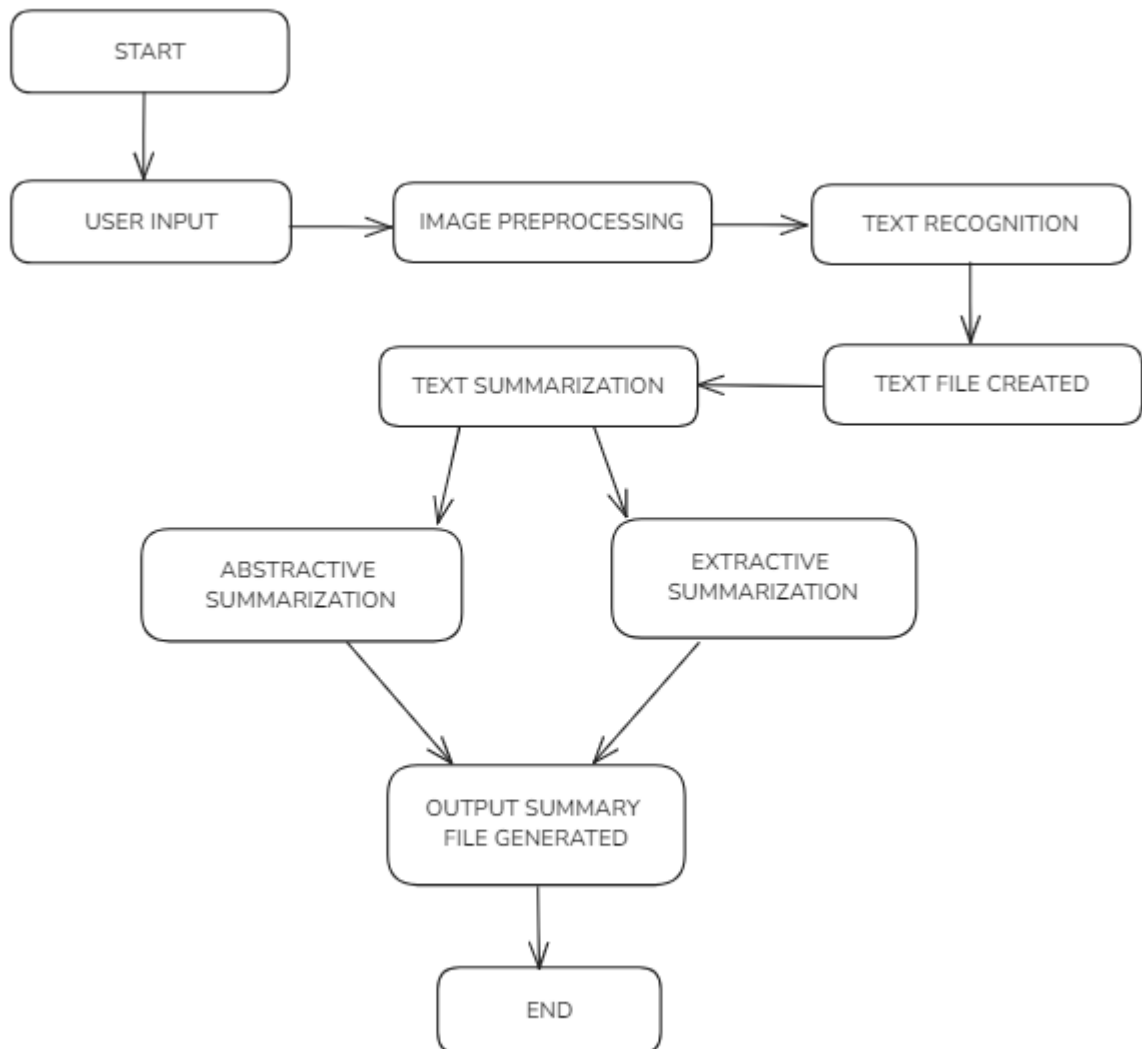 START
USER INPUT
IMAGE PREPROCESSING
TEXT RECOGNITION
TEXT FILE CREATED
TEXT SUMMARIZATION
ABSTRACTIVE
SUMMARIZATION
EXTRACTIVE
SUMMARIZATION
OUTPUT SUMMARY
FILE GENERATED
END